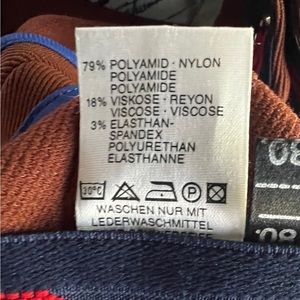 79% POLYAMID · NYLON
POLYAMIDE
POLYAMIDE
18% VISKOSE · REYON
VISCOSE · VISCOSE
3% ELASTHAN-
SPANDEX
POLYURETHAN
ELASTHANNE
30°C
WASCHEN NUR MIT
LEDERWASCHMITTEL
80